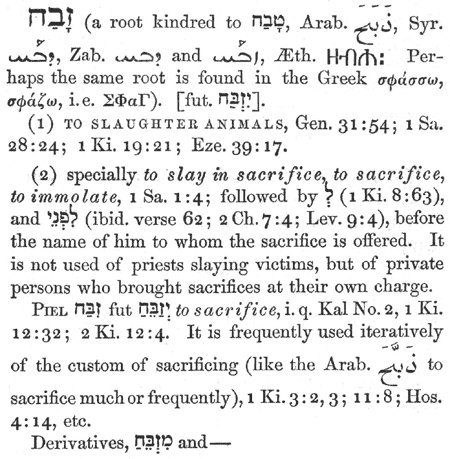 זָבַח (a root kindred to טָבַח, Arab. ذَبَحَ, Syr.
Zab. and Æth. ዘብሐ፡ Per-
haps the same root is found in the Greek σφάσσω,
σφάζω, i.e. ΣΦαΓ). [fut. יִזְבַּח].
(1) TO SLAUGHTER ANIMALS, Gen. 31:54; 1 Sa.
28:24; 1 Ki. 19:21; Eze. 39:17.
(2) specially to slay in sacrifice, to sacrifice,
to immolate, 1 Sa. 1:4; followed by לְ (1 Ki. 8:63),
and לִפְנֵי (ibid. verse 62; 2 Ch. 7:4; Lev. 9:4), before
the name of him to whom the sacrifice is offered. It
is not used of priests slaying victims, but of private
persons who brought sacrifices at their own charge.
PIEL זִבַּח fut יְזַבַּח to sacrifice, i. q. Kal No. 2, 1 Ki.
12:32; 2 Ki. 12:4. It is frequently used iteratively
of the custom of sacrificing (like the Arab. ذَبَّحَ to
sacrifice much or frequently), 1 Ki. 3:2, 3; 11:8; Hos.
4:14, etc.
Derivatives, מִזְבֵּחַ and—